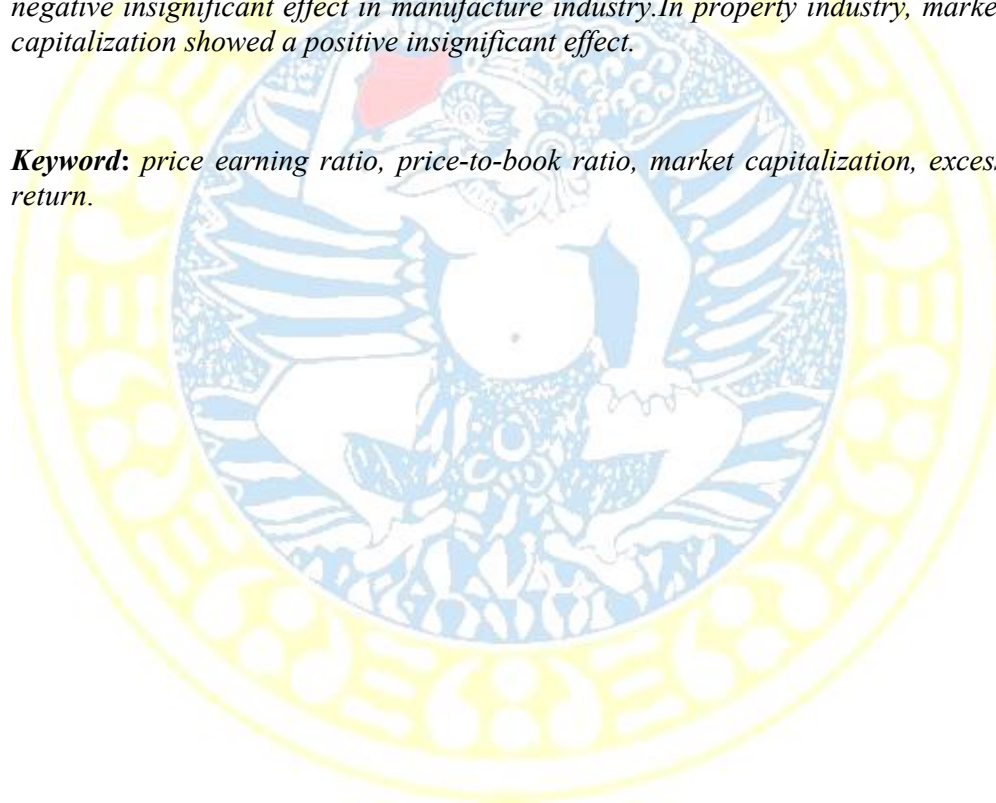 negative insignificant effect in manufacture industry.In property industry, market
capitalization showed a positive insignificant effect.
Keyword: price earning ratio, price-to-book ratio, market capitalization, excess
return.